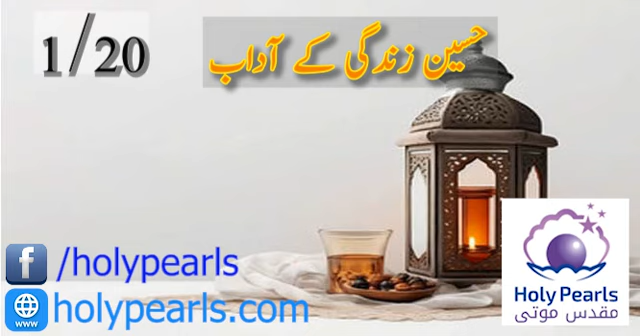 1/20
حسین زندگی کے آداب
/holypearls
holypearls.com
Holy Pearls
مقدس موتی